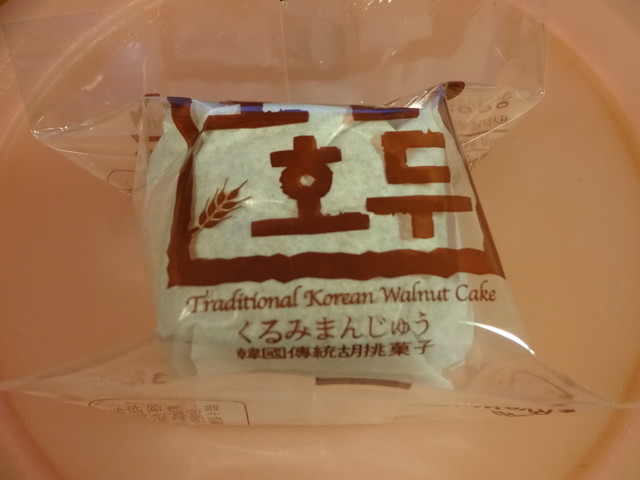 호두
Traditional Korean Walnut Cake
くるみまんじゅう
韓國傳統胡挑菓子